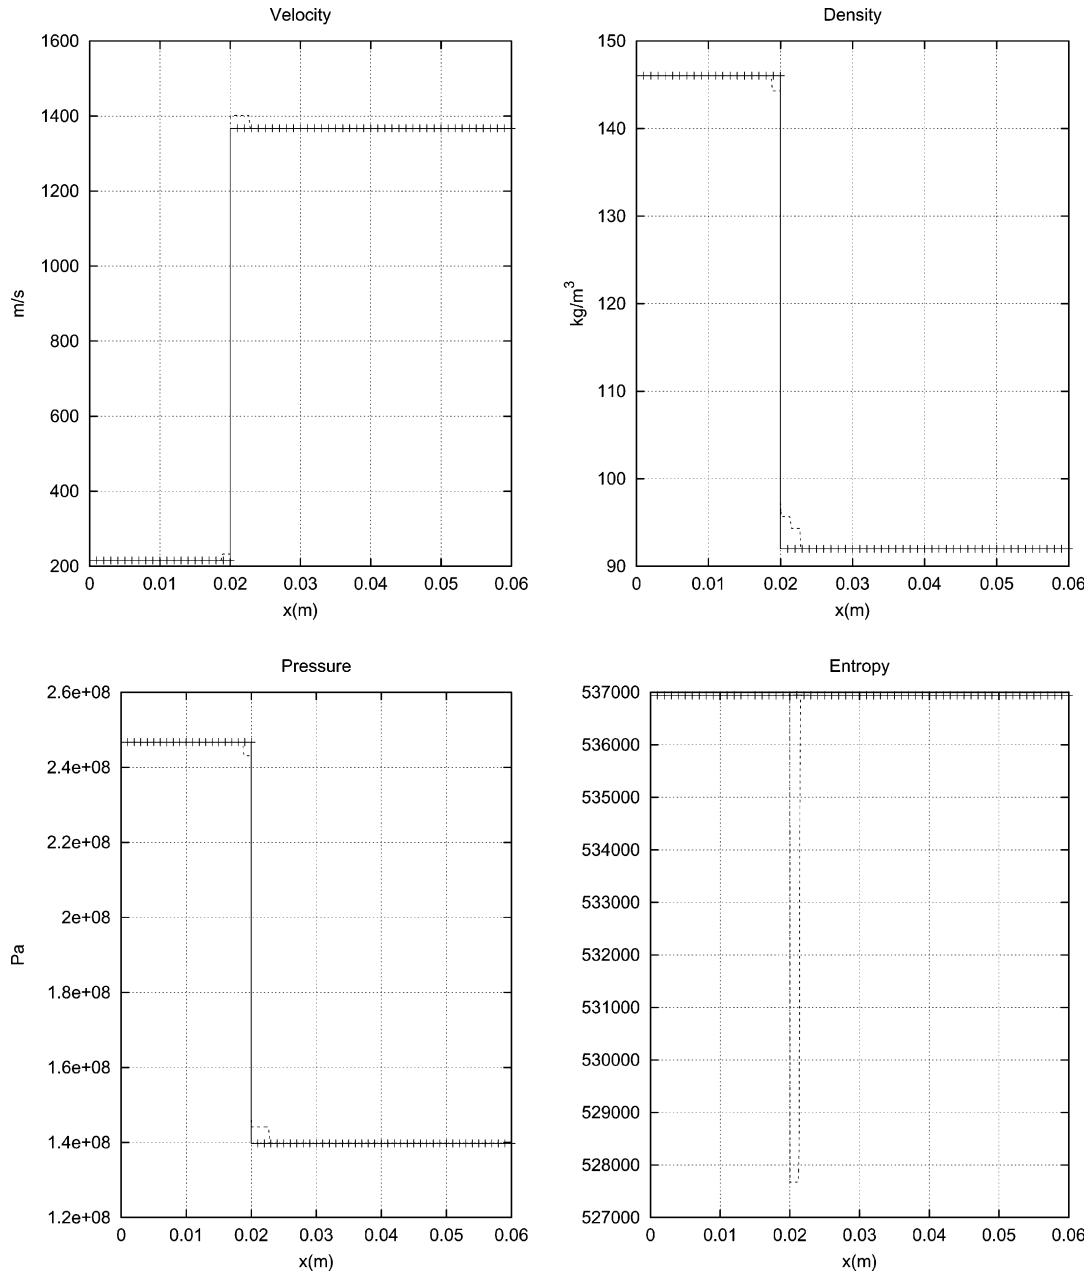 Velocity
1600
1400
1200
1000
800
600
400
200
m/s
0 0.01 0.02 0.03 0.04 0.05 0.06
x(m)
Density
150
140
130
120
110
100
90
kg/m³
0 0.01 0.02 0.03 0.04 0.05 0.06
x(m)
Pressure
2.6e+08
2.4e+08
2.2e+08
2e+08
1.8e+08
1.6e+08
1.4e+08
1.2e+08
Pa
0 0.01 0.02 0.03 0.04 0.05 0.06
x(m)
Entropy
537000
536000
535000
534000
533000
532000
531000
530000
529000
528000
527000
0 0.01 0.02 0.03 0.04 0.05 0.06
x(m)